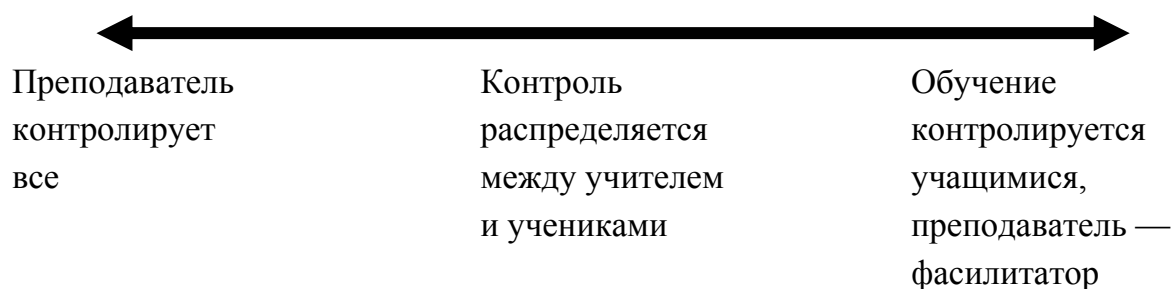 Преподаватель
контролирует
все
Контроль
распределяется
между учителем
и учениками
Обучение
контролируется
учащимися,
преподаватель —
фасилитатор